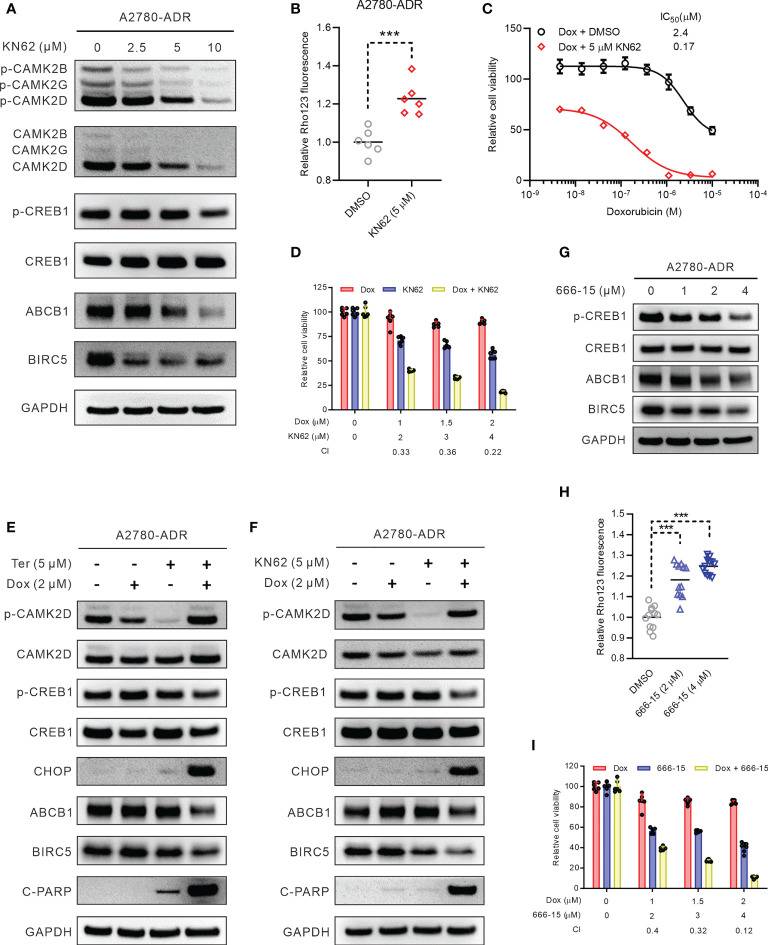 A
A2780-ADR
KN62 (μM)
0 2.5 5 10
p-CAMK2B
p-CAMK2G
p-CAMK2D
CAMK2B
CAMK2G
CAMK2D
p-CREB1
CREB1
ABCB1
BIRC5
GAPDH
B
A2780-ADR
***
Relative Rho123 fluorescence
1.6
1.4
1.2
1.0
0.8
DMSO
KN62 (5 μM)
C
IC50(μM)
Dox + DMSO 2.4
Dox + 5 μM KN62 0.17
Relative cell viability
150
100
50
0
10-9 10-8 10-7 10-6 10-5 10-4
Doxorubicin (M)
D
Dox KN62 Dox + KN62
Relative cell viability
125
100
75
50
25
0
Dox (μM) 0 1 1.5 2
KN62 (μM) 0 2 3 4
CI 0.33 0.36 0.22
G
A2780-ADR
666-15 (μM) 0 1 2 4
p-CREB1
CREB1
ABCB1
BIRC5
GAPDH
E
A2780-ADR
Ter (5 μM) - - + +
Dox (2 μM) - + - +
p-CAMK2D
CAMK2D
p-CREB1
CREB1
CHOP
ABCB1
BIRC5
C-PARP
GAPDH
F
A2780-ADR
KN62 (5 μM) - - + +
Dox (2 μM) - + - +
p-CAMK2D
CAMK2D
p-CREB1
CREB1
CHOP
ABCB1
BIRC5
C-PARP
GAPDH
H
***
***
Relative Rho123 fluorescence
1.5
1.4
1.3
1.2
1.1
1.0
0.9
0.8
DMSO
666-15 (2 μM)
666-15 (4 μM)
I
Dox 666-15 Dox + 666-15
Relative cell viability
120
100
80
60
40
20
0
Dox (μM) 0 1 1.5 2
666-15 (μM) 0 2 3 4
CI 0.4 0.32 0.12